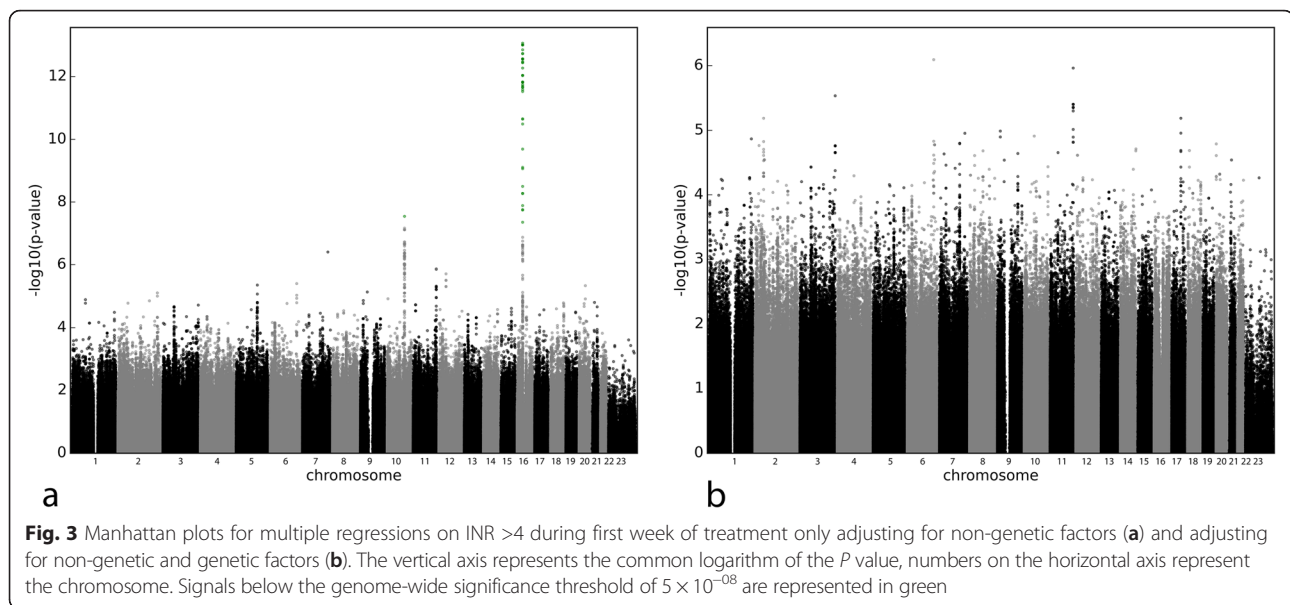 12
10
8
6
4
2
0
-log10(p-value)
1 2 3 4 5 6 7 8 9 10 11 12 13 14 15 16 17 18 19 20 21 22 23
chromosome
a
6
5
4
3
2
1
0
-log10(p-value)
1 2 3 4 5 6 7 8 9 10 11 12 13 14 15 16 17 18 19 20 21 22 23
chromosome
b
Fig. 3 Manhattan plots for multiple regressions on INR >4 during first week of treatment only adjusting for non-genetic factors (a) and adjusting
for non-genetic and genetic factors (b). The vertical axis represents the common logarithm of the P value, numbers on the horizontal axis represent
the chromosome. Signals below the genome-wide significance threshold of 5 × 10⁻⁰⁸ are represented in green